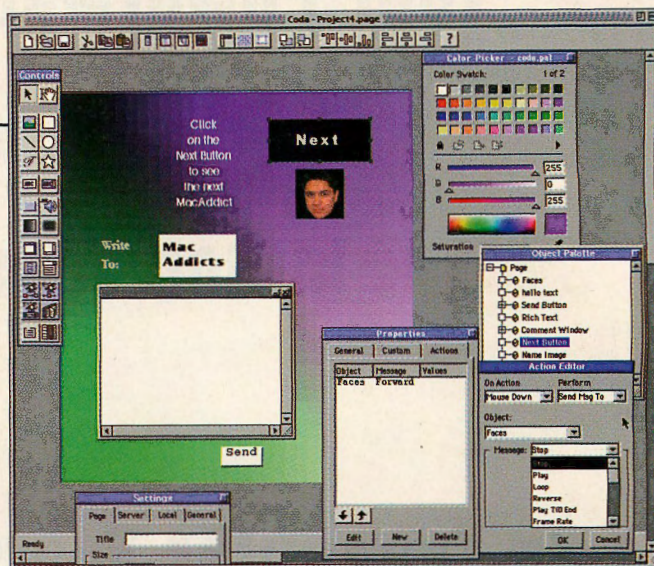 Coda - Project4.page
Controls
Click
on the
Next Button
to see
the next
MacAddict
Next
Write
To:
Mac
Addicts
Send
Color Picker - coda.pal
Color Swatch: 1 of 2
R 255
G 0
B 255
Saturation
Object Palette
Page
Faces
hello text
Send Button
Rich Text
Comment Window
Next Button
Name Image
Properties
General Custom Actions
Object Message Values
Faces Forward
Edit New Delete
Action Editor
On Action Perform
Mouse Down Send Msg To
Object:
Faces
Message: Stop
Stop
Play
Loop
Reverse
Play Till End
Frame Rate
OK Cancel
Settings
Page Server Local General
Title
Size
Ready